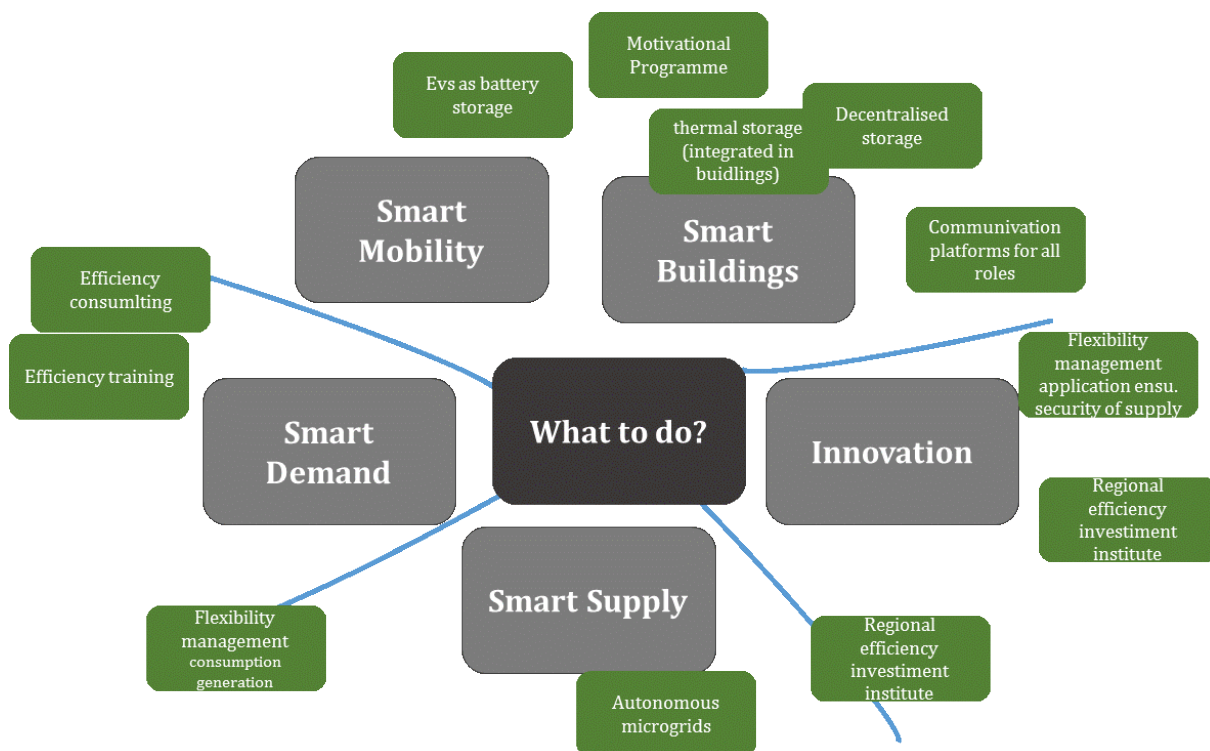 Motivational
Programme
Evs as battery
storage
Decentralised
storage
thermal storage
(integrated in
buidlings)
Smart
Mobility
Smart
Buildings
Communivation
platforms for all
roles
Efficiency
consumlting
Efficiency training
Flexibility
management
application ensu.
security of supply
Smart
Demand
What to do?
Innovation
Regional
efficiency
investiment
institute
Smart Supply
Flexibility
management
consumption
generation
Regional
efficiency
investiment
institute
Autonomous
microgrids